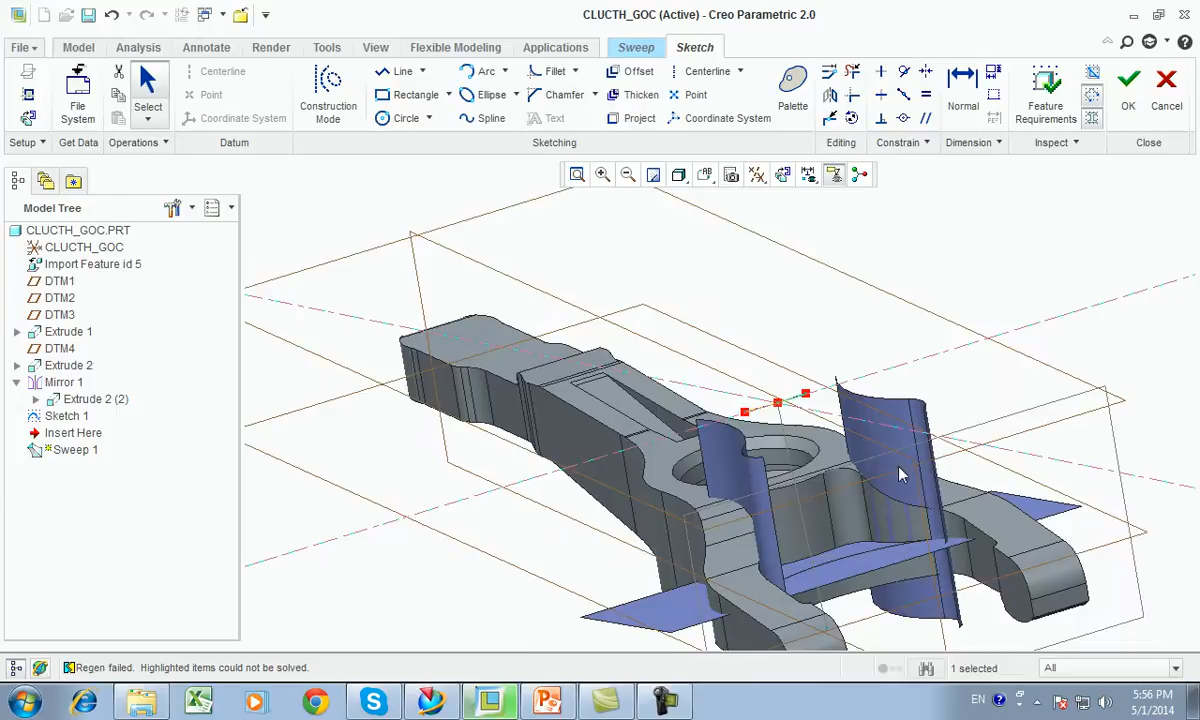 CLUCTH_GOC (Active) - Creo Parametric 2.0
File Model Analysis Annotate Render Tools View Flexible Modeling Applications Sweep Sketch
Centerline Line Arc Fillet Offset Centerline
Point Rectangle Ellipse Chamfer Thicken Point
Coordinate System Circle Spline Text Project Coordinate System
File System Select Construction Mode Palette Normal Feature Requirements OK Cancel
Setup Get Data Operations Datum Sketching Editing Constrain Dimension Inspect Close
Model Tree
CLUCTH_GOC.PRT
CLUCTH_GOC
Import Feature id 5
DTM1
DTM2
DTM3
Extrude 1
DTM4
Extrude 2
Mirror 1
Extrude 2 (2)
Sketch 1
Insert Here
Sweep 1
Regen failed. Highlighted items could not be solved.
1 selected
All
EN
5:56 PM
5/1/2014